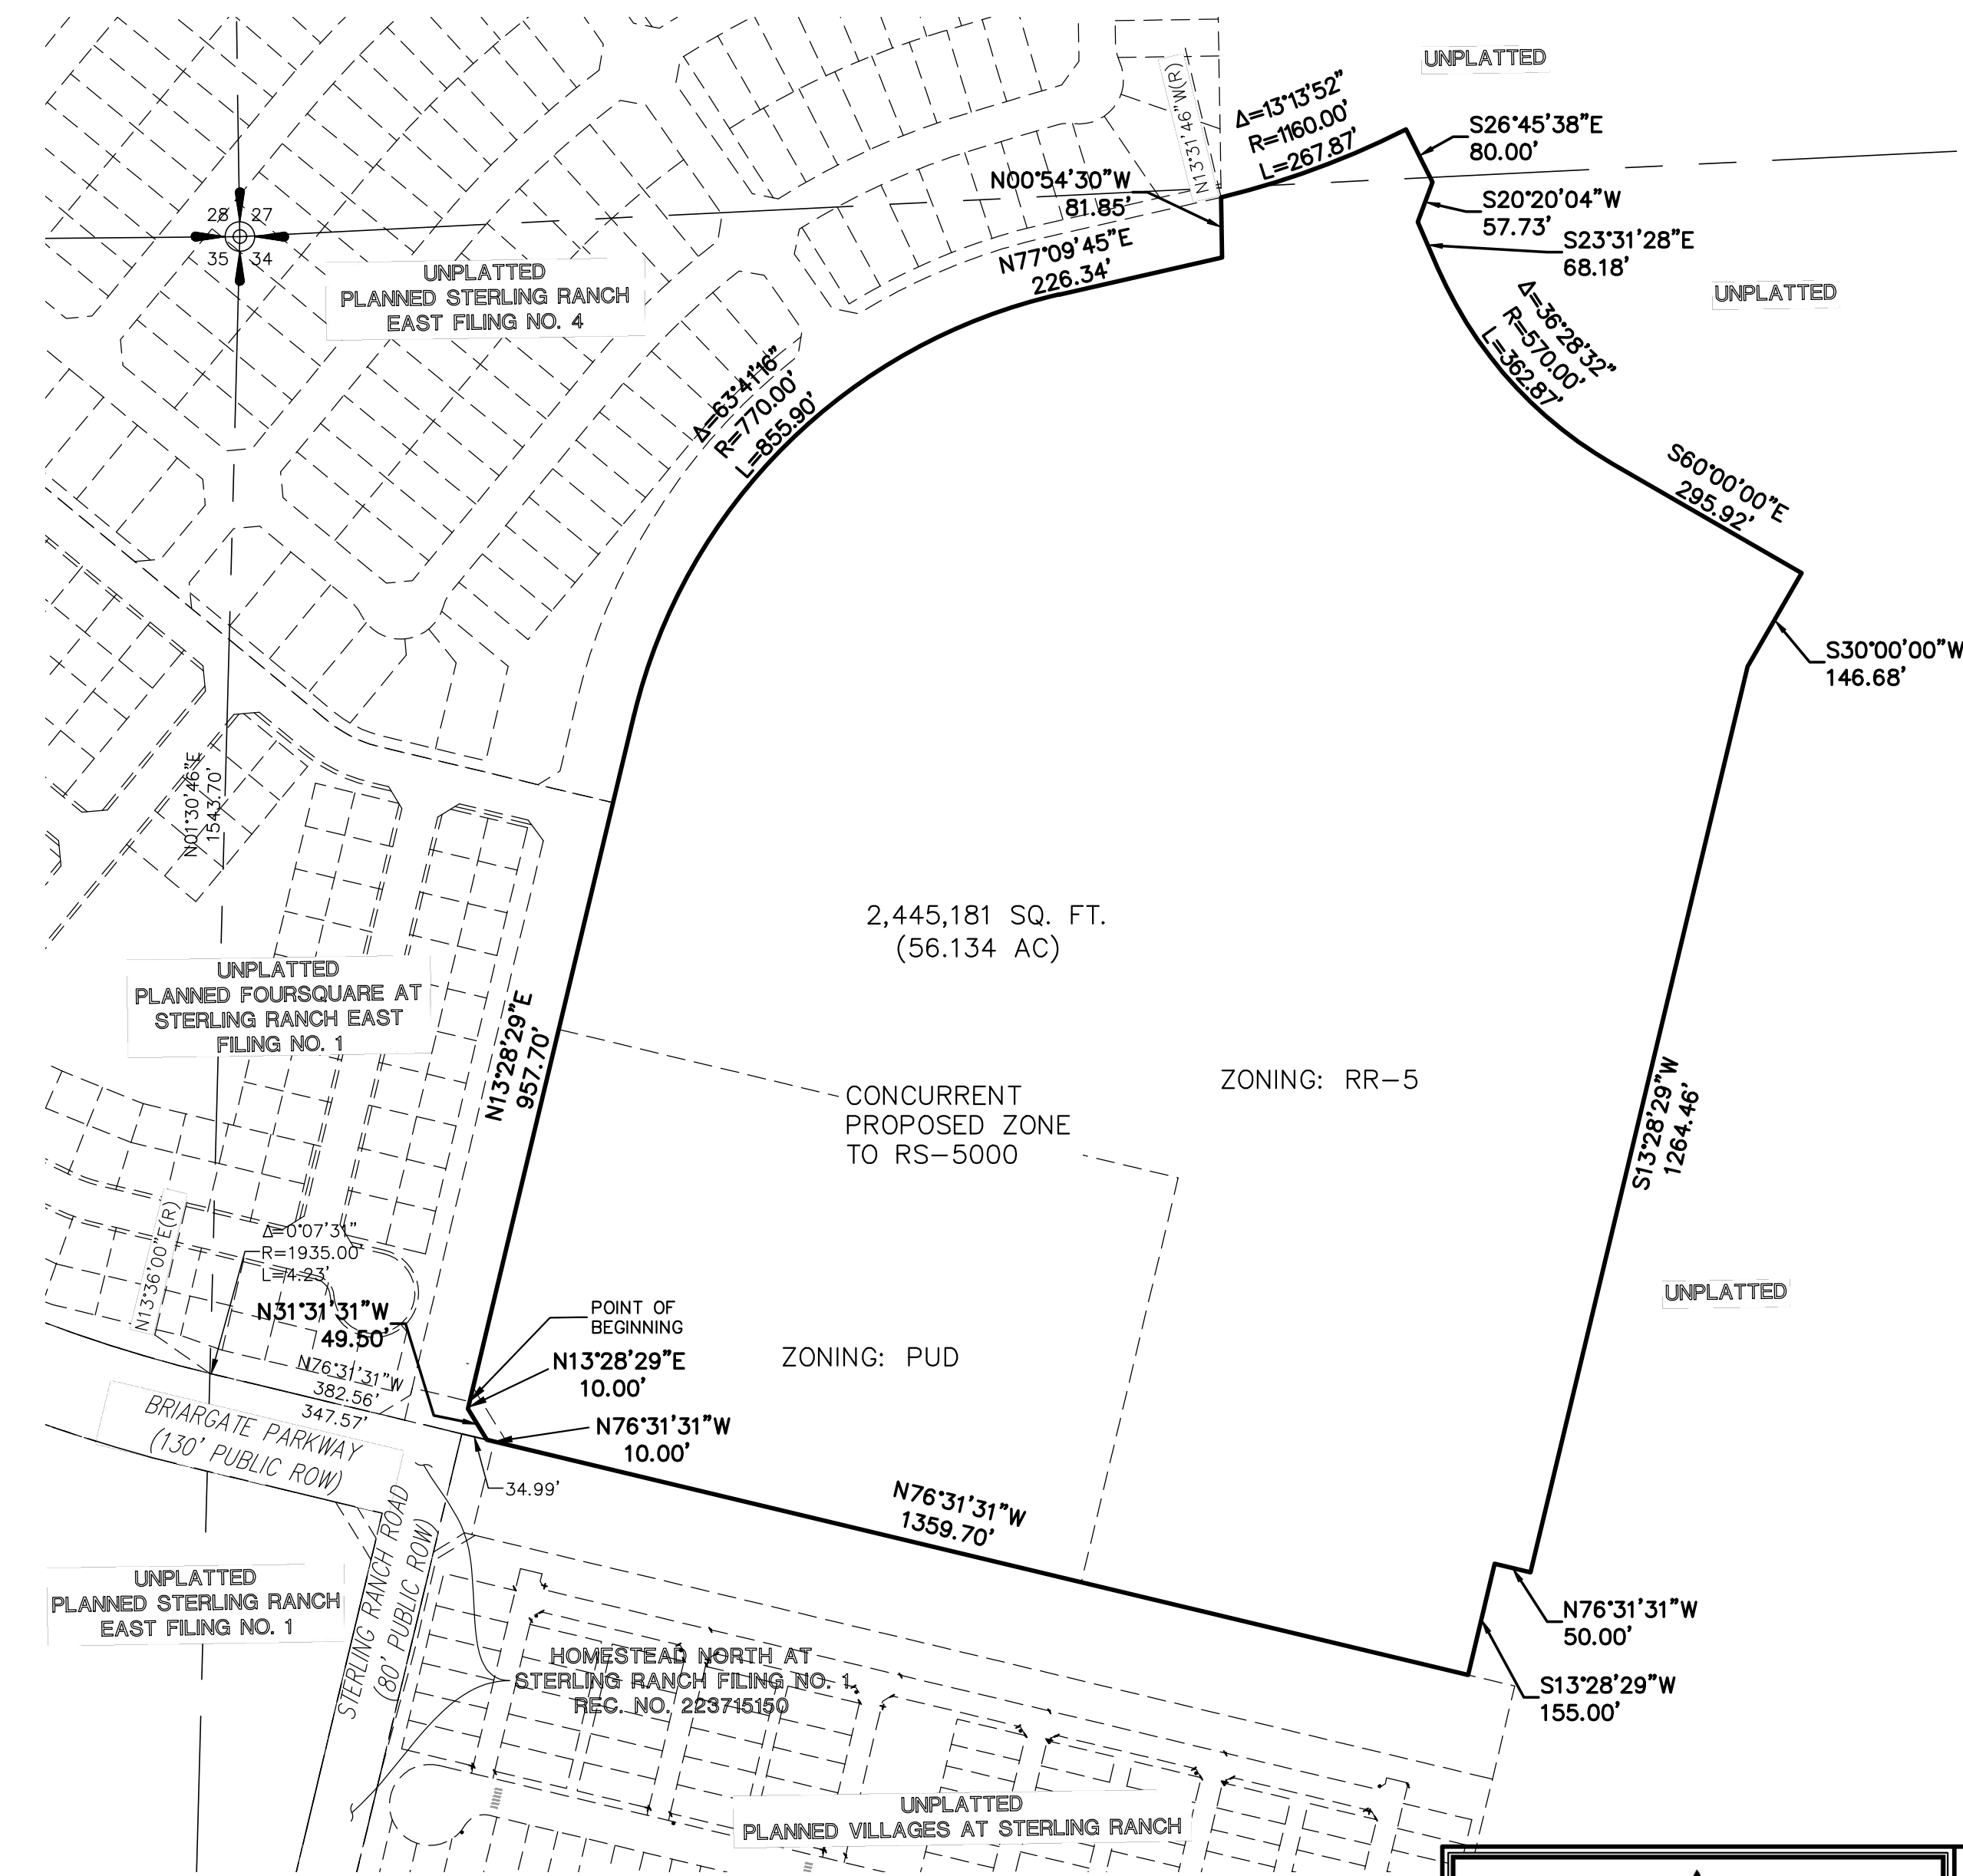 UNPLATTED
Δ=13°13'52"
R=1160.00'
L=267.87'
N13°31'46"W(R)
S26°45'38"E
80.00'
N00°54'30"W
81.85'
S20°20'04"W
57.73'
28 27
35 34
N77°09'45"E
226.34'
S23°31'28"E
68.18'
UNPLATTED
PLANNED STERLING RANCH
EAST FILING NO. 4
UNPLATTED
Δ=36°28'32"
R=570.00'
L=362.87'
Δ=63°41'16"
R=770.00'
L=855.90'
S60°00'00"E
295.92'
S30°00'00"W
146.68'
N01°30'46"E
1543.70'
2,445,181 SQ. FT.
(56.134 AC)
UNPLATTED
PLANNED FOURSQUARE AT
STERLING RANCH EAST
FILING NO. 1
N13°28'29"E
957.70'
CONCURRENT
PROPOSED ZONE
TO RS-5000
ZONING: RR-5
S13°28'29"W
1264.46'
N13°36'00"E(R)
Δ=0°07'31"
R=1935.00'
L=4.23'
N31°31'31"W
49.50'
POINT OF
BEGINNING
UNPLATTED
N13°28'29"E
10.00'
ZONING: PUD
N76°31'31"W
382.56'
347.57'
N76°31'31"W
10.00'
BRIARGATE PARKWAY
(130' PUBLIC ROW)
34.99'
N76°31'31"W
1359.70'
STERLING RANCH ROAD
(80' PUBLIC ROW)
UNPLATTED
PLANNED STERLING RANCH
EAST FILING NO. 1
N76°31'31"W
50.00'
HOMESTEAD NORTH AT
STERLING RANCH FILING NO. 1
REC. NO. 223715150
S13°28'29"W
155.00'
UNPLATTED
PLANNED VILLAGES AT STERLING RANCH